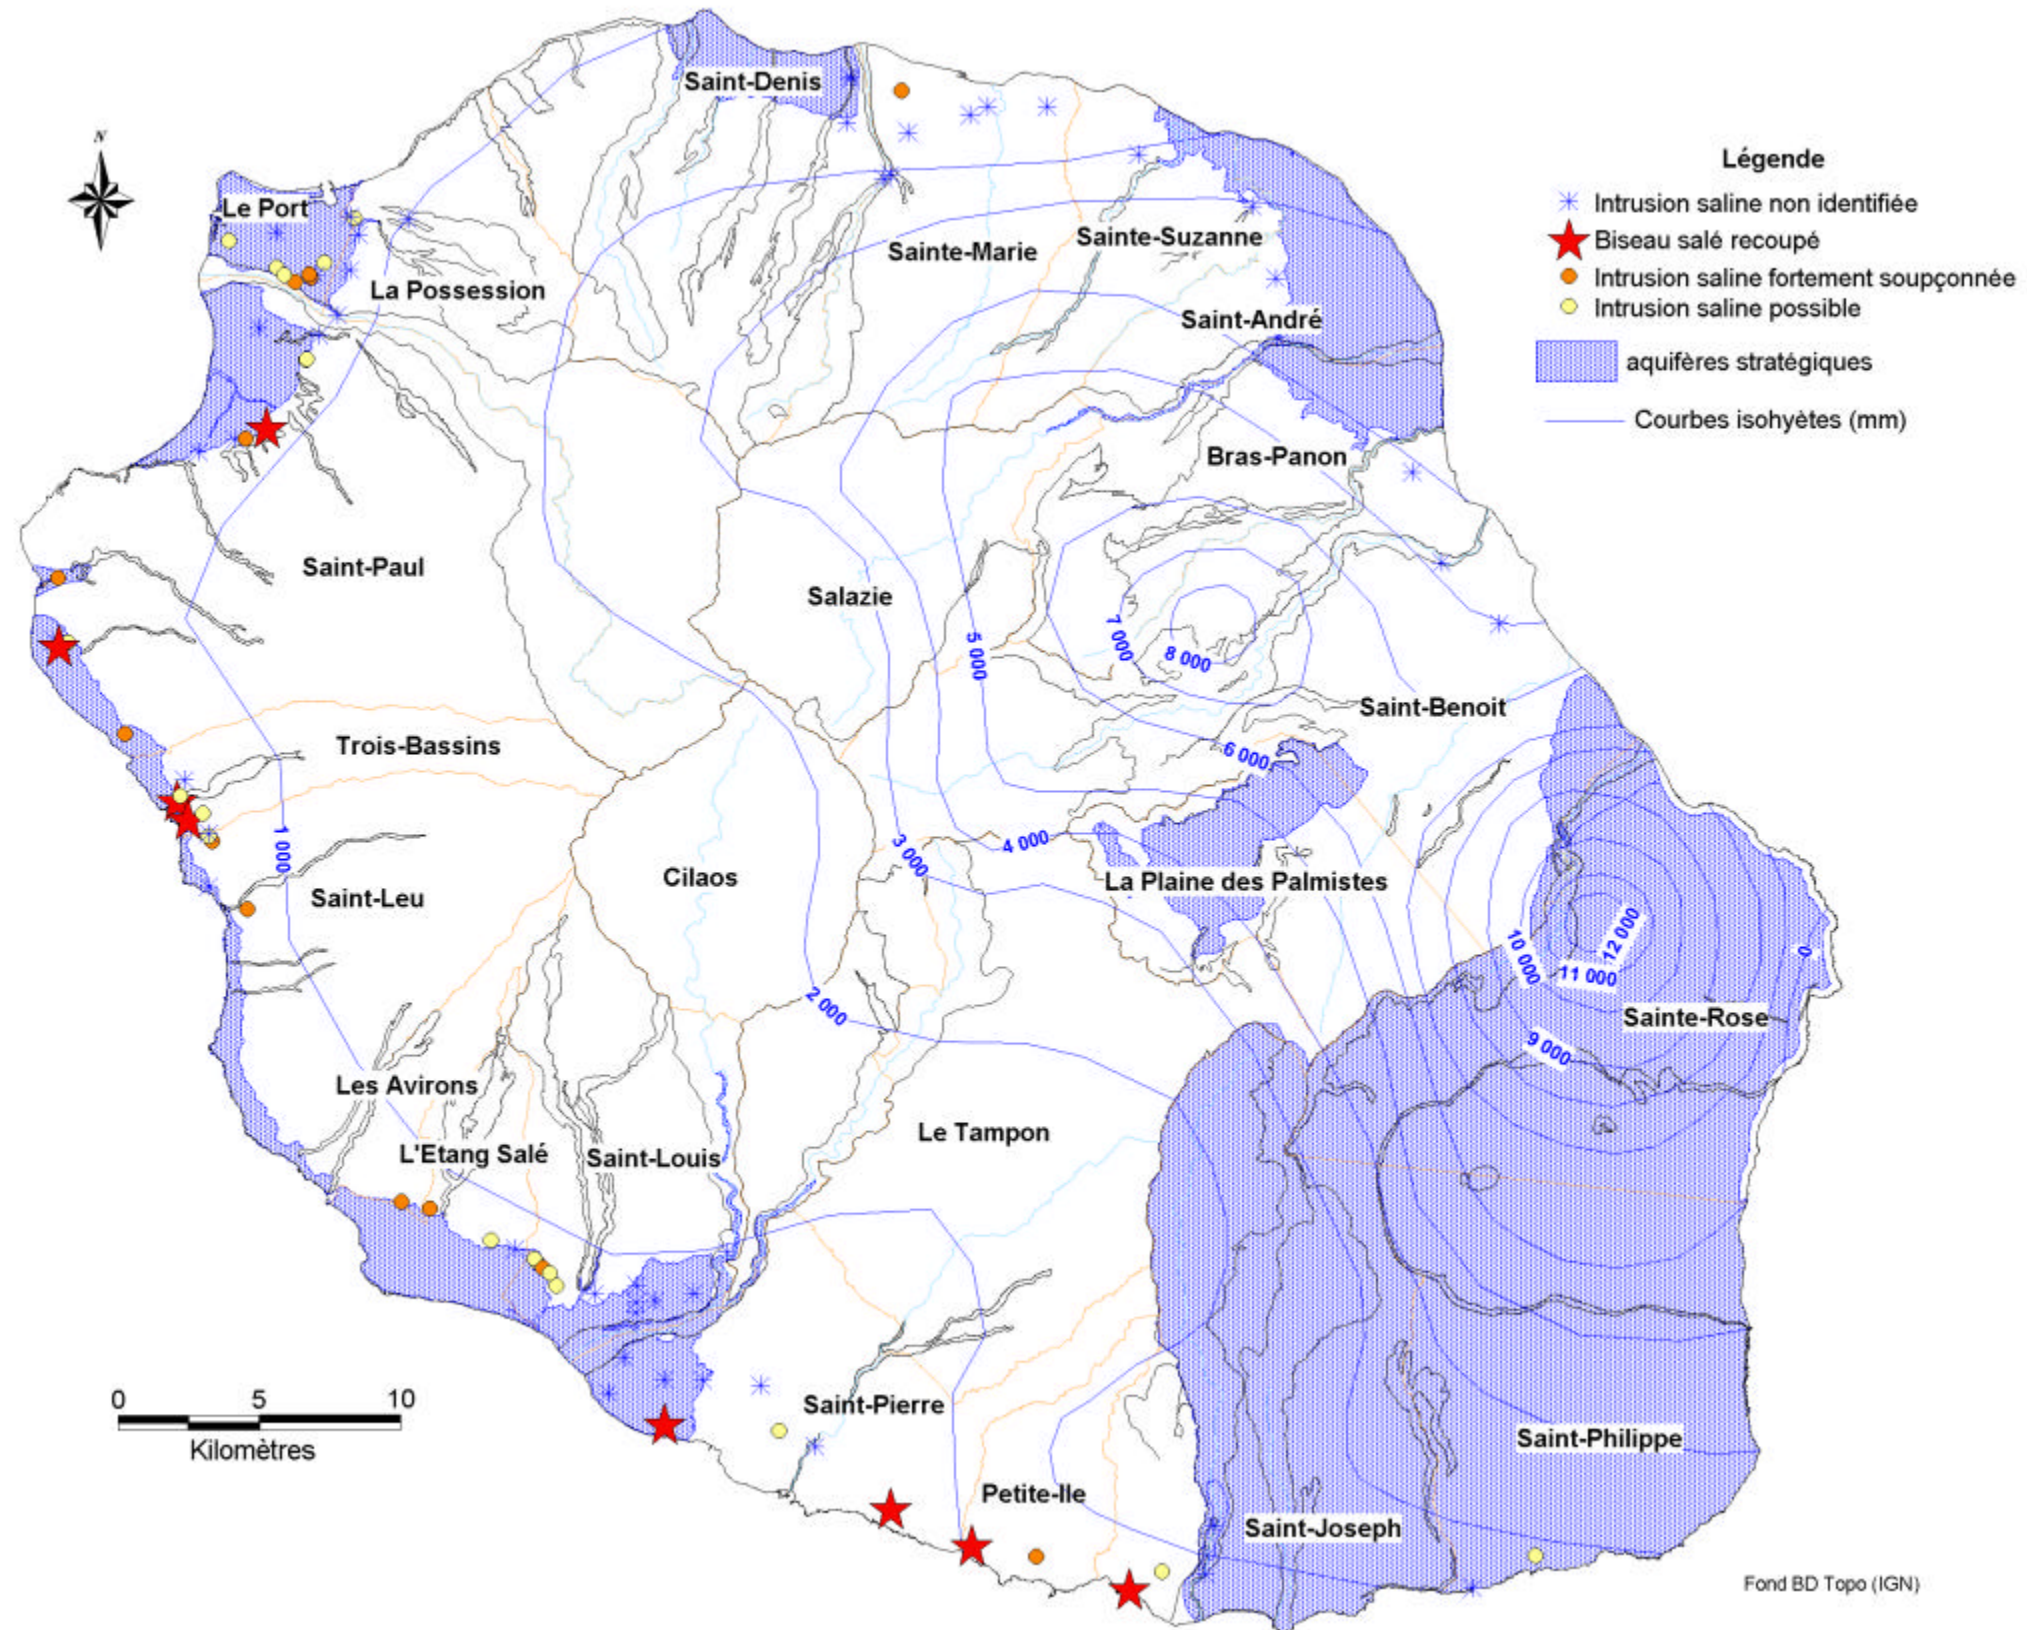 Saint-Denis
N
Légende
Intrusion saline non identifiée
Biseau salé recoupé
Intrusion saline fortement soupçonnée
Intrusion saline possible
aquifères stratégiques
Courbes isohyètes (mm)
Le Port
La Possession
Sainte-Marie
Sainte-Suzanne
Saint-André
Bras-Panon
Saint-Paul
Salazie
5 000
7 000
8 000
Saint-Benoit
6 000
Trois-Bassins
1 000
3 000
4 000
Cilaos
La Plaine des Palmistes
Saint-Leu
2 000
10 000
12 000
11 000
0
Sainte-Rose
9 000
Les Avirons
L'Etang Salé
Saint-Louis
Le Tampon
0 5 10
Kilomètres
Saint-Pierre
Petite-Ile
Saint-Joseph
Saint-Philippe
Fond BD Topo (IGN)